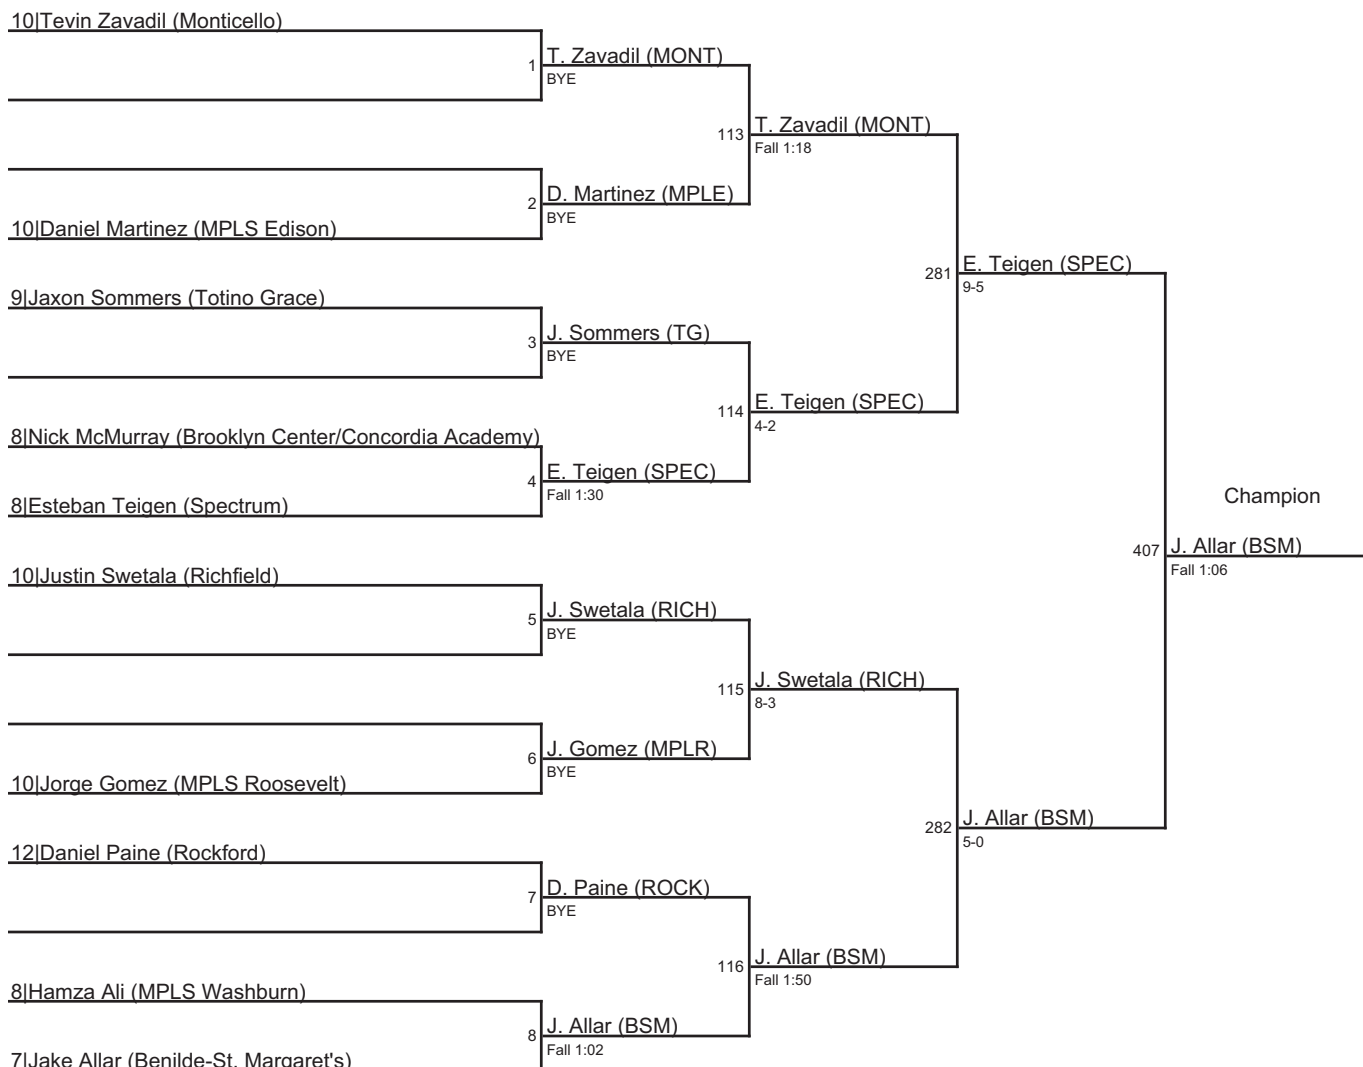 10|Tevin Zavadil (Monticello)
1
T. Zavadil (MONT)
BYE
113
T. Zavadil (MONT)
Fall 1:18
2
D. Martinez (MPLE)
BYE
10|Daniel Martinez (MPLS Edison)
281
E. Teigen (SPEC)
9-5
9|Jaxon Sommers (Totino Grace)
3
J. Sommers (TG)
BYE
114
E. Teigen (SPEC)
4-2
8|Nick McMurray (Brooklyn Center/Concordia Academy)
4
E. Teigen (SPEC)
Fall 1:30
8|Esteban Teigen (Spectrum)
Champion
407
J. Allar (BSM)
Fall 1:06
10|Justin Swetala (Richfield)
5
J. Swetala (RICH)
BYE
115
J. Swetala (RICH)
8-3
6
J. Gomez (MPLR)
BYE
10|Jorge Gomez (MPLS Roosevelt)
282
J. Allar (BSM)
5-0
12|Daniel Paine (Rockford)
7
D. Paine (ROCK)
BYE
116
J. Allar (BSM)
Fall 1:50
8|Hamza Ali (MPLS Washburn)
8
J. Allar (BSM)
Fall 1:02
7|Jake Allar (Benilde-St. Margaret's)